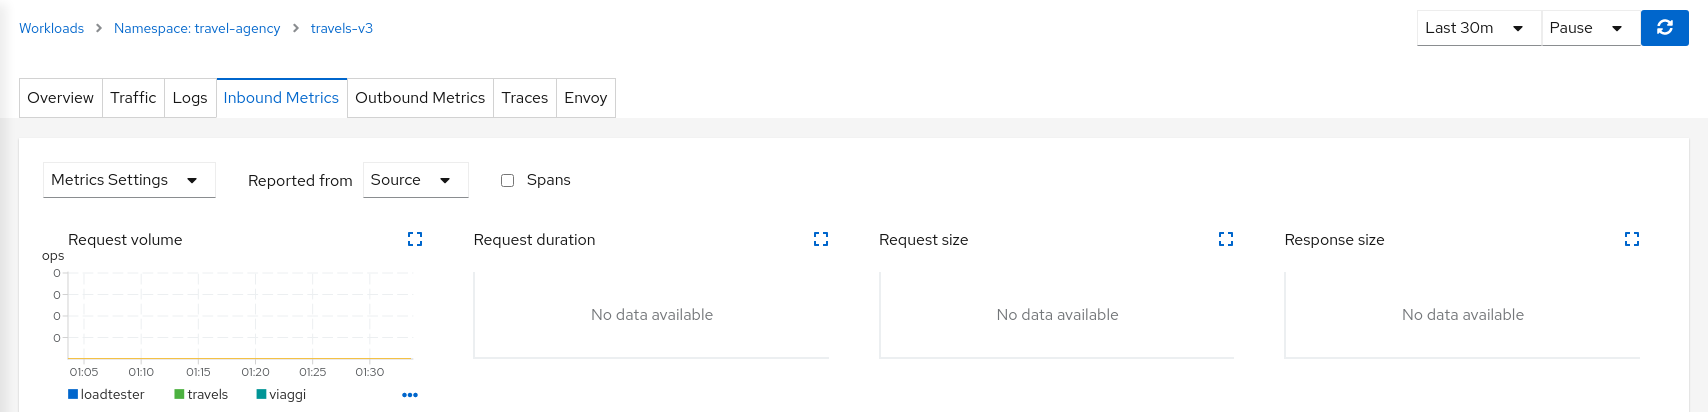 Workloads > Namespace: travel-agency > travels-v3
Last 30m Pause
Overview Traffic Logs Inbound Metrics Outbound Metrics Traces Envoy
Metrics Settings Reported from Source Spans
Request volume
ops
0
0
0
0
01:05 01:10 01:15 01:20 01:25 01:30
loadtester travels viaggi •••
Request duration
No data available
Request size
No data available
Response size
No data available